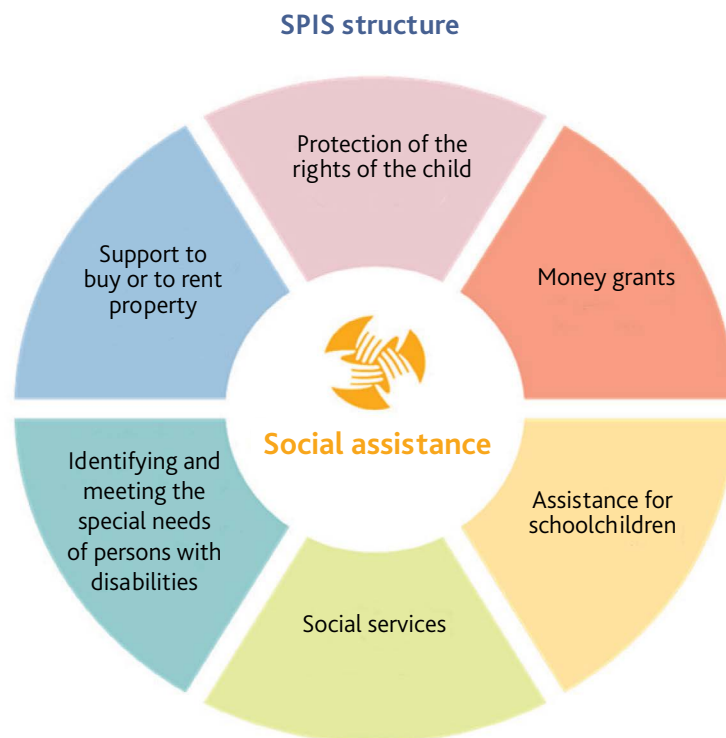 SPIS structure
Protection of the
rights of the child
Money grants
Assistance for
schoolchildren
Social services
Identifying and
meeting the
special needs
of persons with
disabilities
Support to
buy or to rent
property
Social assistance